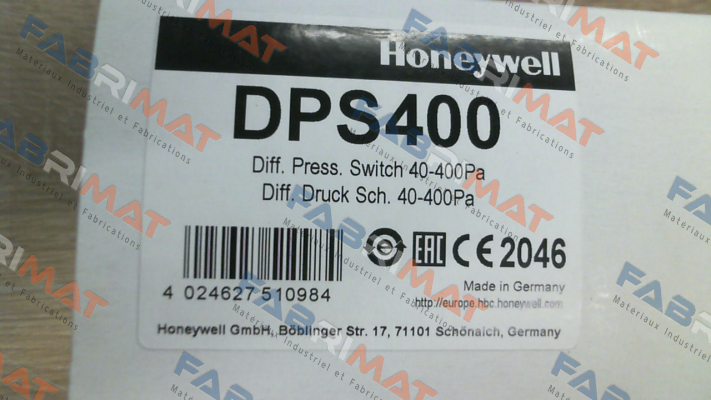 Honeywell
DPS400
Diff. Press. Switch 40-400Pa
Diff. Druck Sch. 40-400Pa
EAC CE 2046
4 024627 510984
Made in Germany
http://europe.hbc.honeywell.com
Honeywell GmbH, Böblinger Str. 17, 71101 Schönaich, Germany
FABRIMAT
Matériaux Industriel et Fabrications